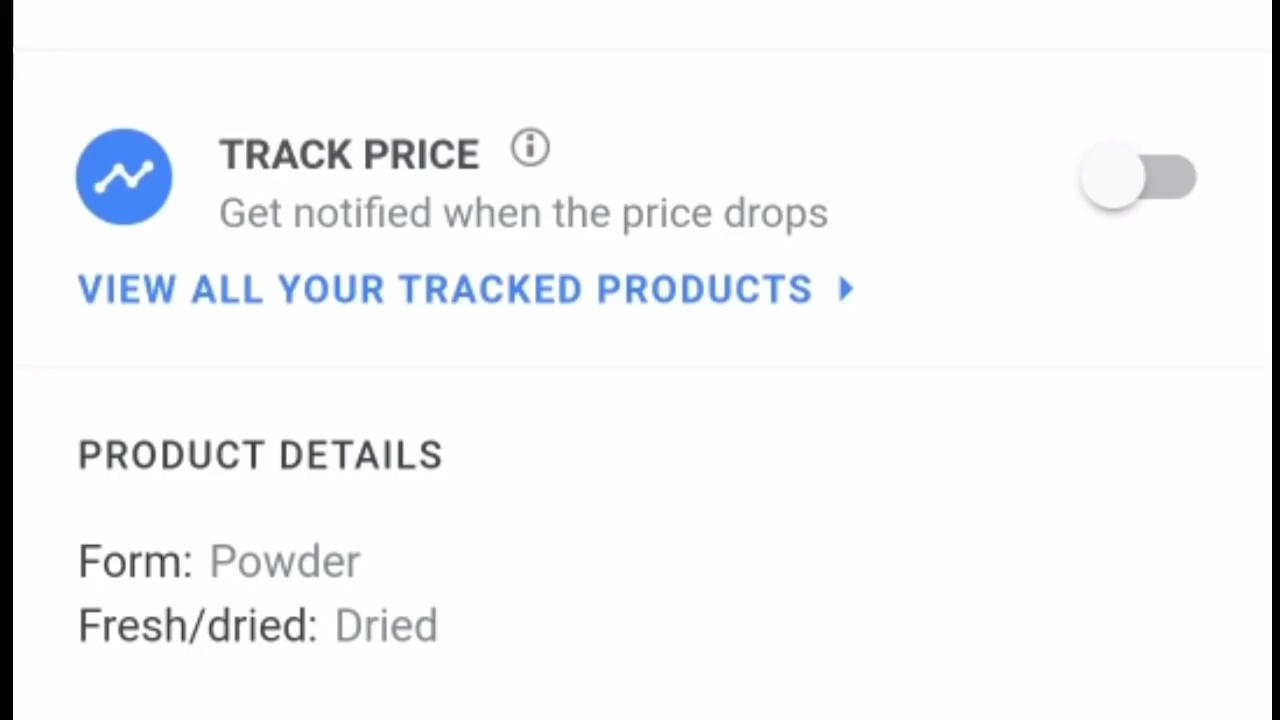 TRACK PRICE
Get notified when the price drops
VIEW ALL YOUR TRACKED PRODUCTS
PRODUCT DETAILS
Form: Powder
Fresh/dried: Dried